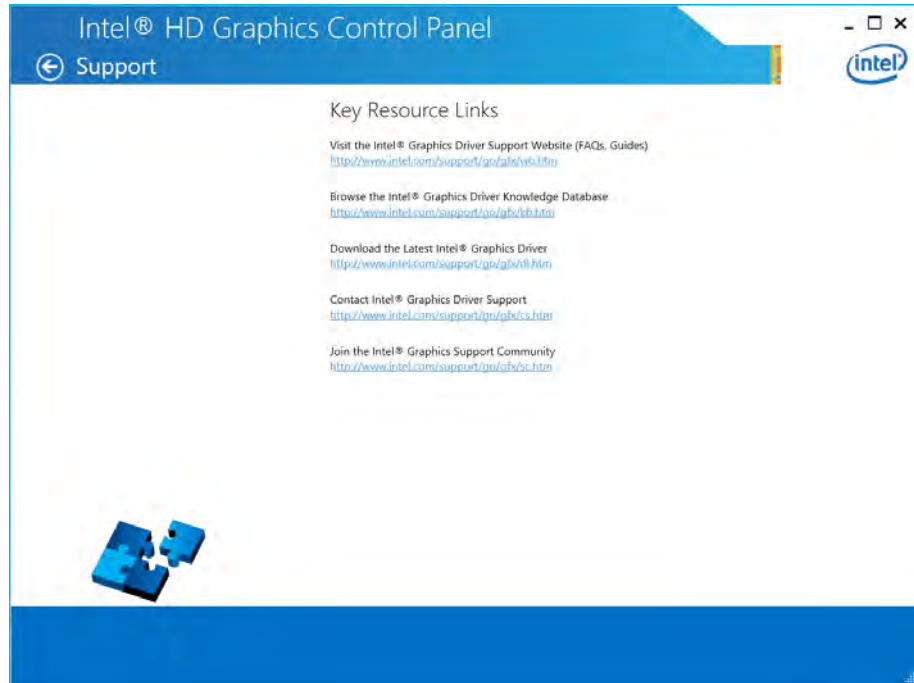 Intel® HD Graphics Control Panel
Support
intel
Key Resource Links
Visit the Intel® Graphics Driver Support Website (FAQs, Guides)
http://www.intel.com/support/go/gfx/wb.htm
Browse the Intel® Graphics Driver Knowledge Database
http://www.intel.com/support/go/gfx/kb.htm
Download the Latest Intel® Graphics Driver
http://www.intel.com/support/go/gfx/dl.htm
Contact Intel® Graphics Driver Support
http://www.intel.com/support/go/gfx/cs.htm
Join the Intel® Graphics Support Community
http://www.intel.com/support/go/gfx/sc.htm